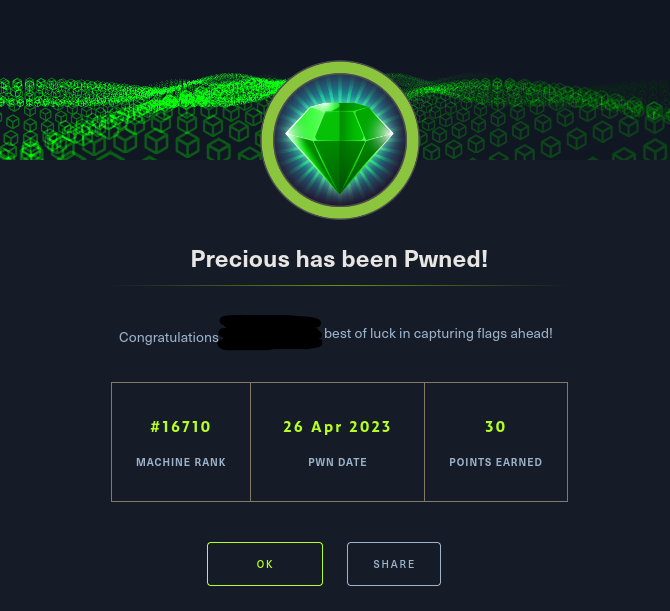 Precious has been Pwned!
Congratulations best of luck in capturing flags ahead!
#16710 26 Apr 2023 30
MACHINE RANK PWN DATE POINTS EARNED
OK SHARE